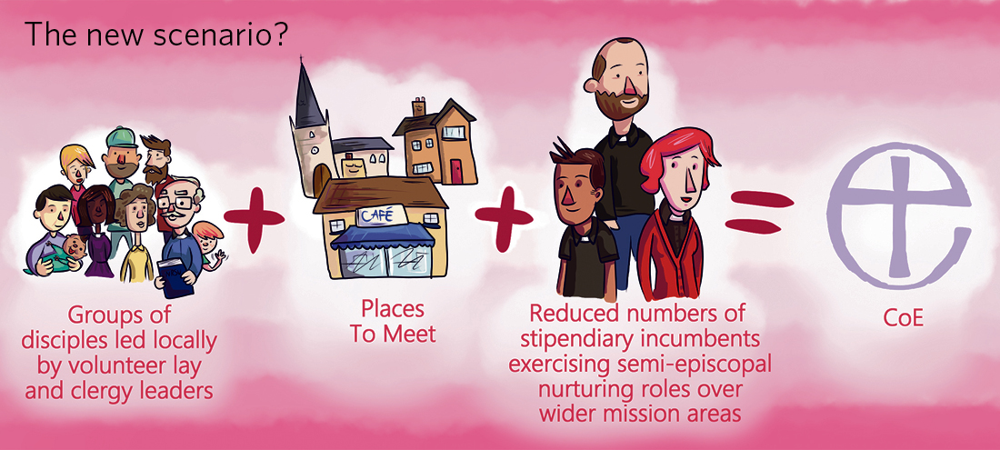 The new scenario?
CAFÉ
Groups of
disciples led locally
by volunteer lay
and clergy leaders
Places
To Meet
Reduced numbers of
stipendiary incumbents
exercising semi-episcopal
nurturing roles over
wider mission areas
CoE